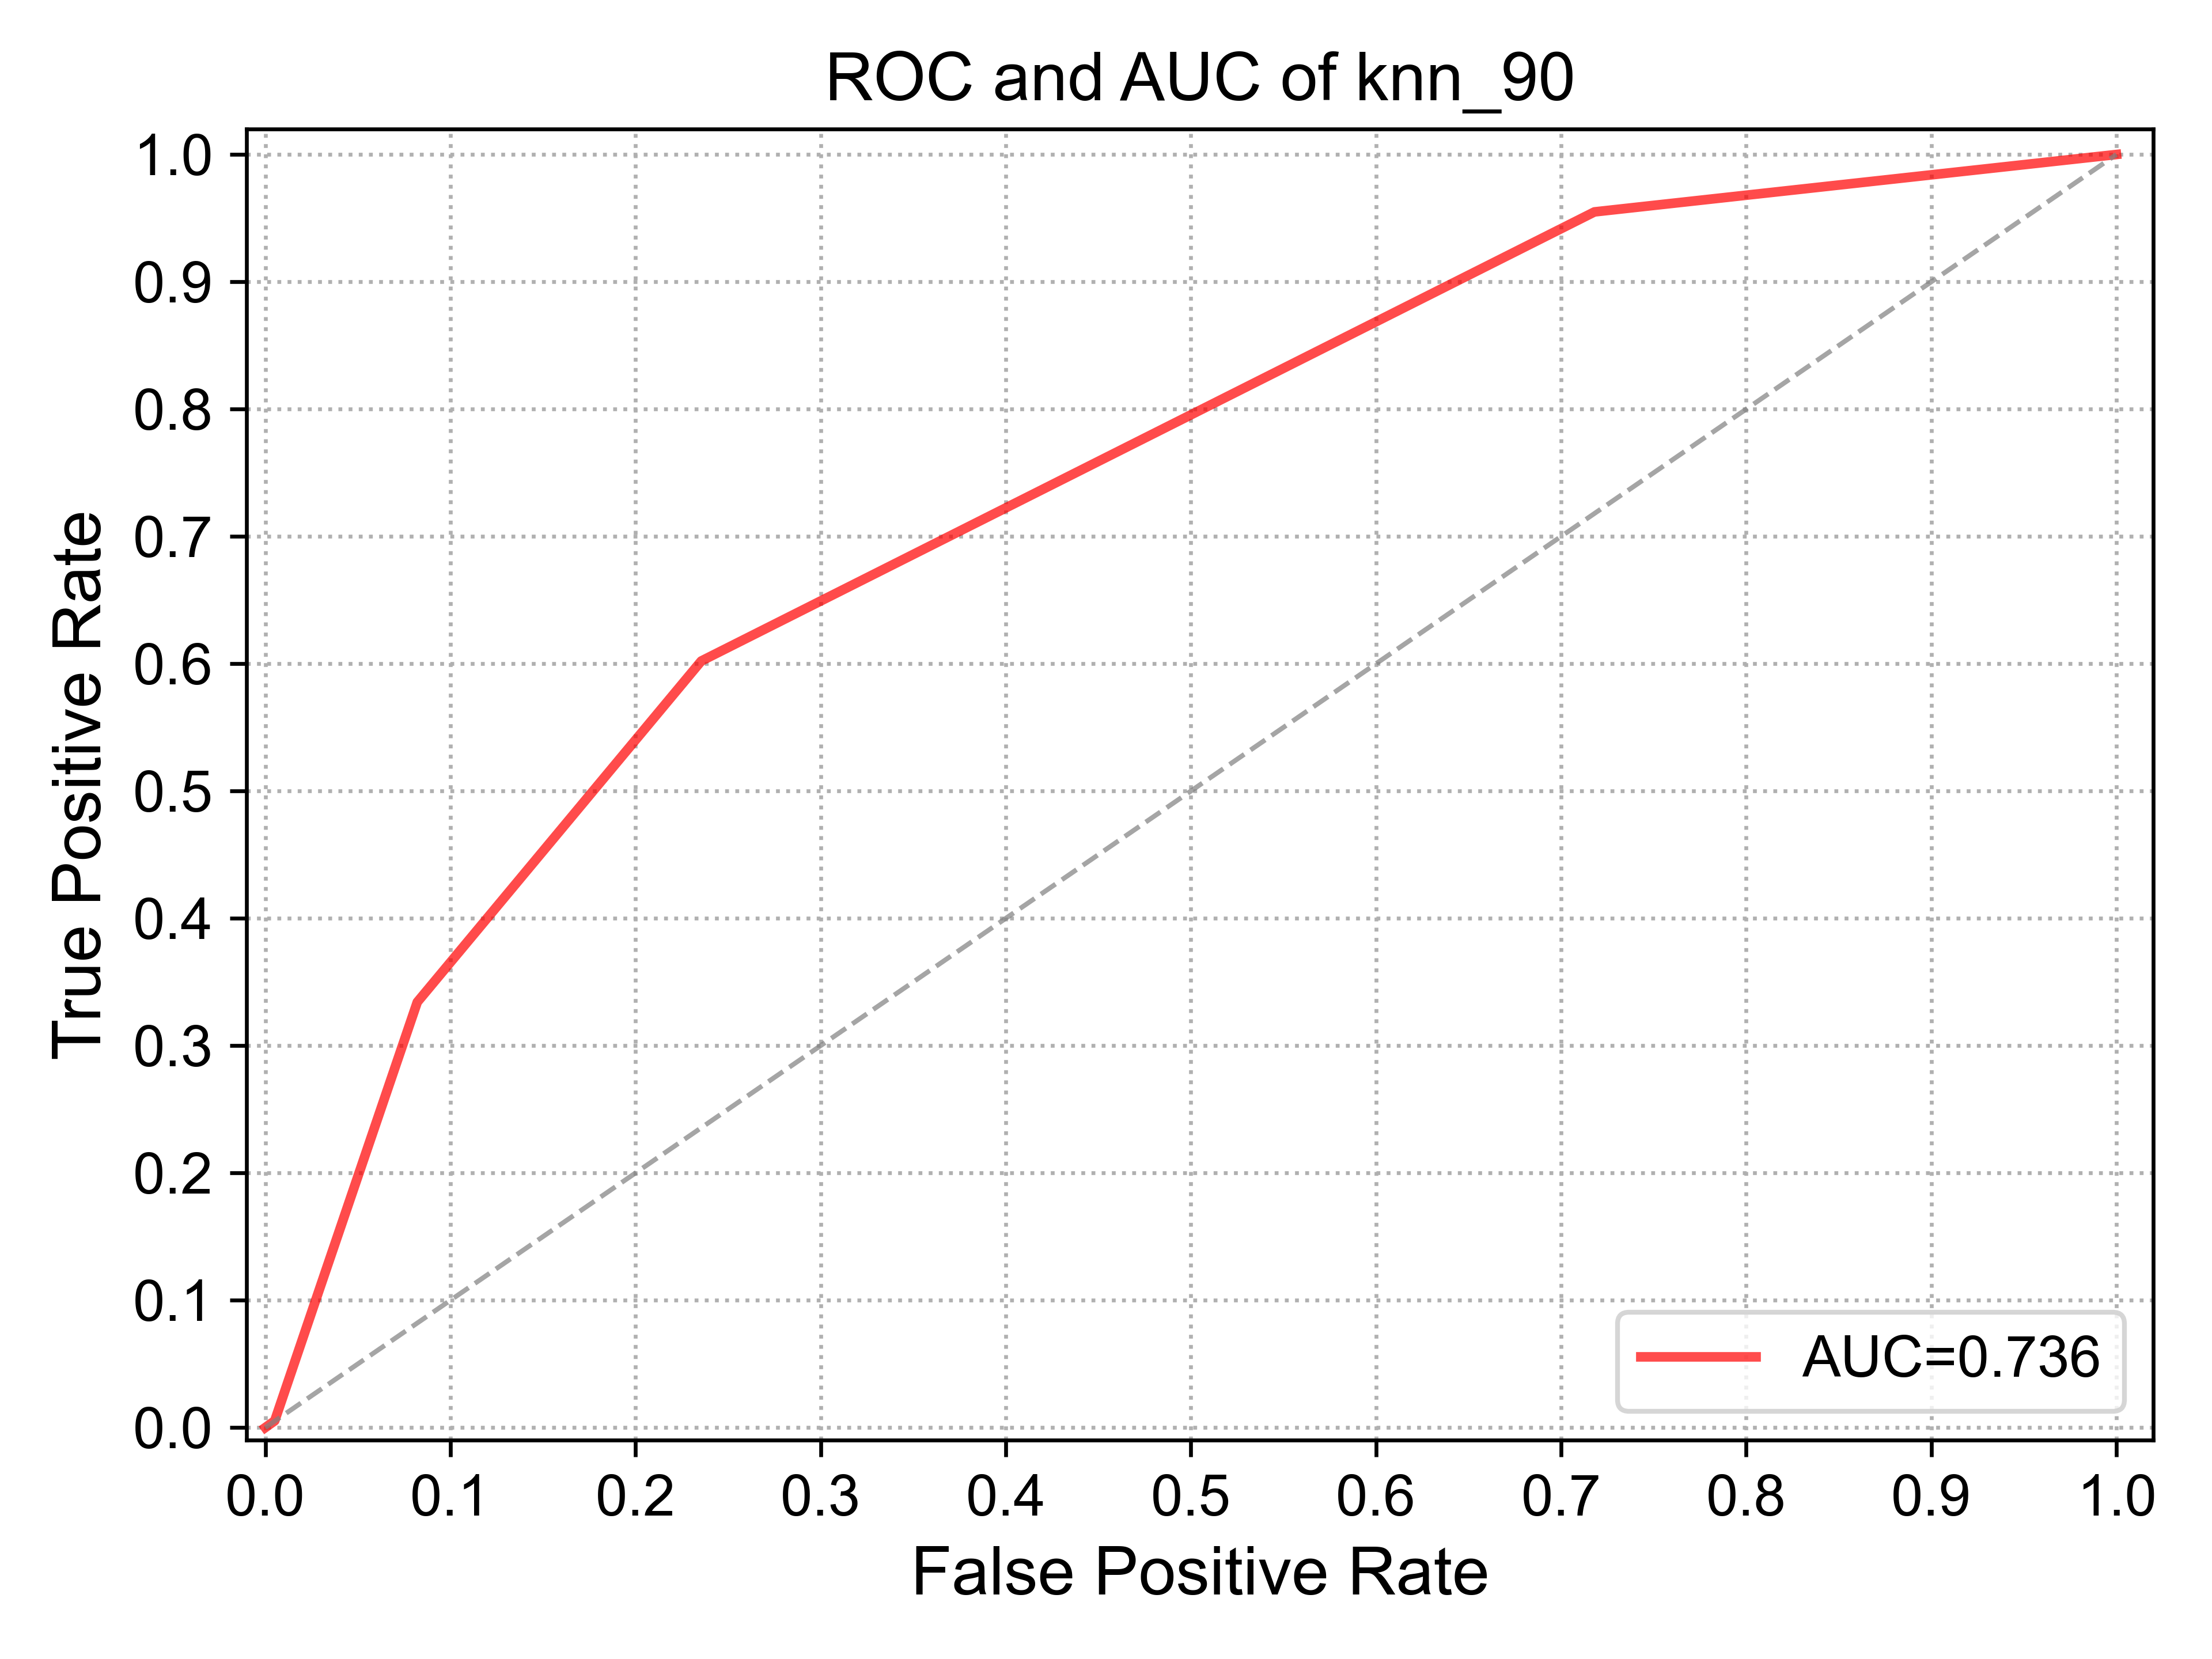 ROC and AUC of knn_90
True Positive Rate
1.0
0.9
0.8
0.7
0.6
0.5
0.4
0.3
0.2
0.1
0.0
AUC=0.736
0.0 0.1 0.2 0.3 0.4 0.5 0.6 0.7 0.8 0.9 1.0
False Positive Rate